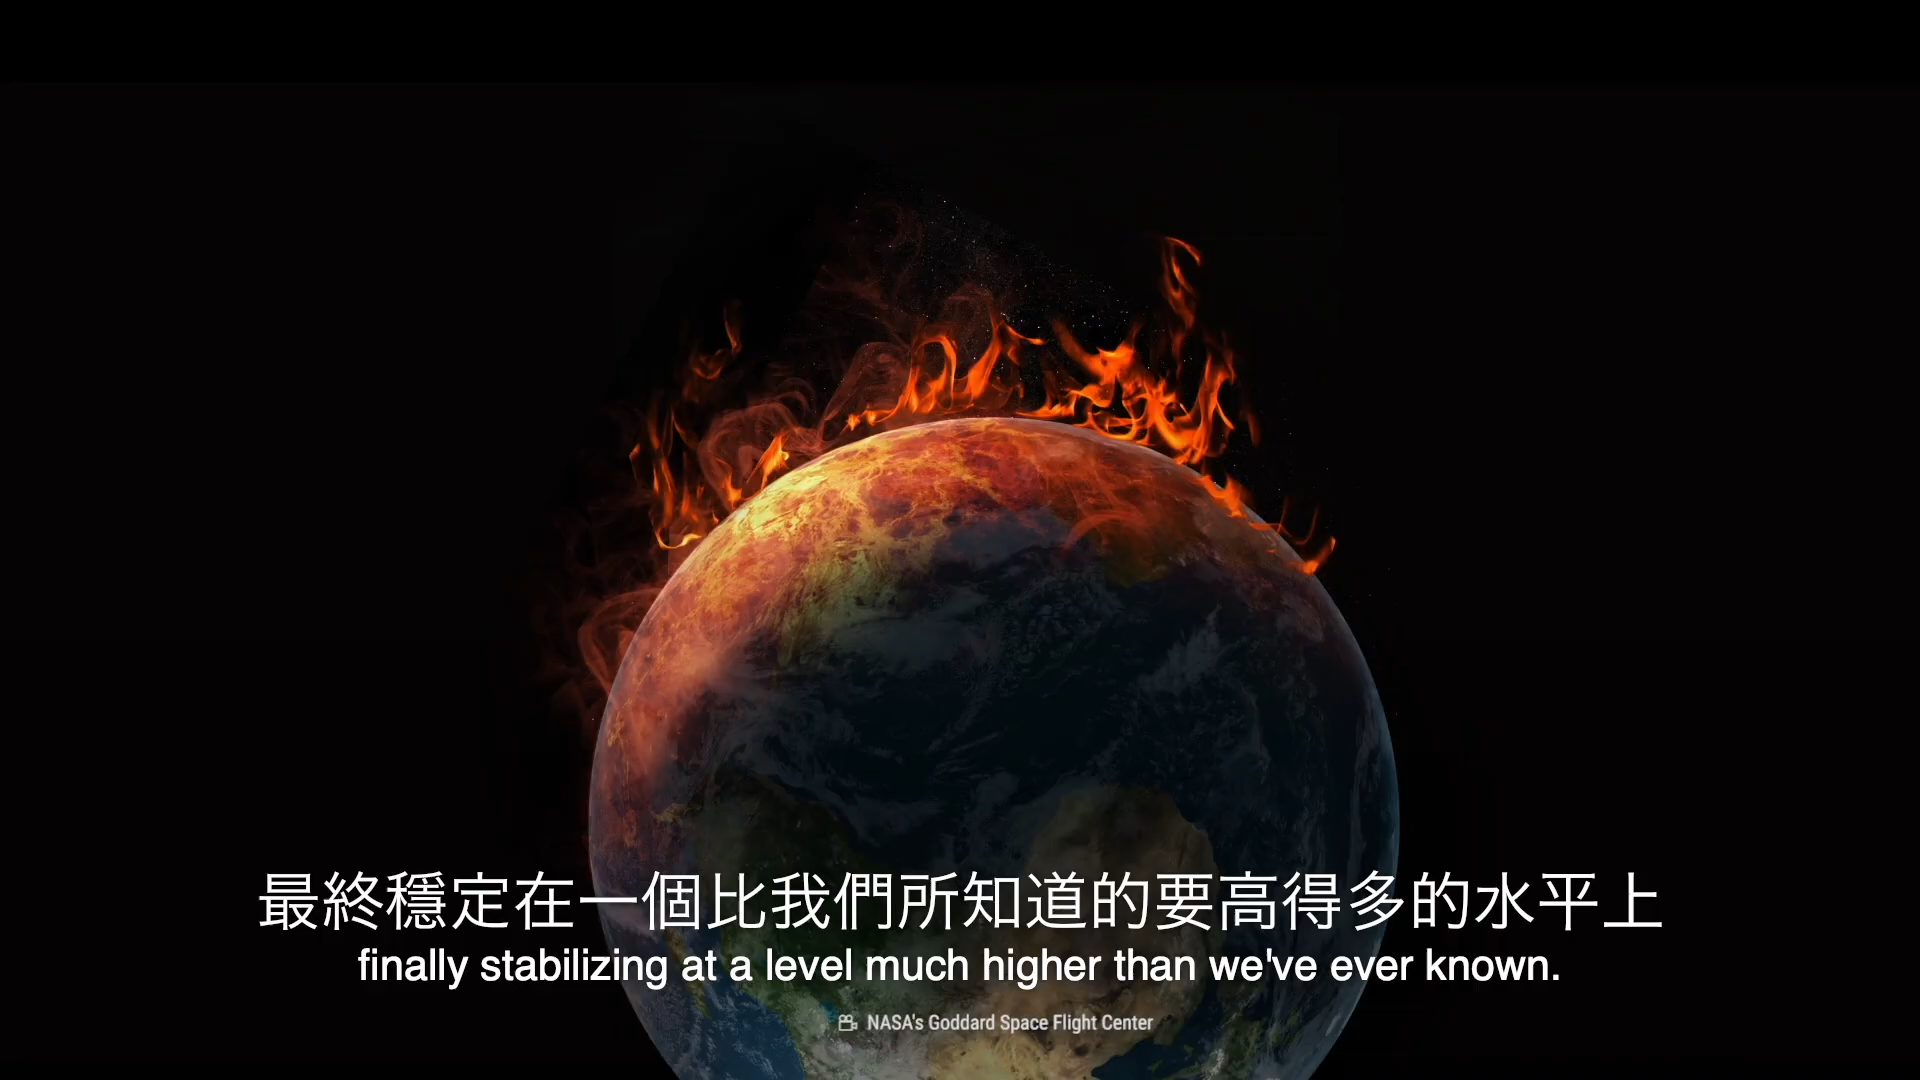 最終穩定在一個比我們所知道的要高得多的水平上
finally stabilizing at a level much higher than we've ever known.
NASA's Goddard Space Flight Center